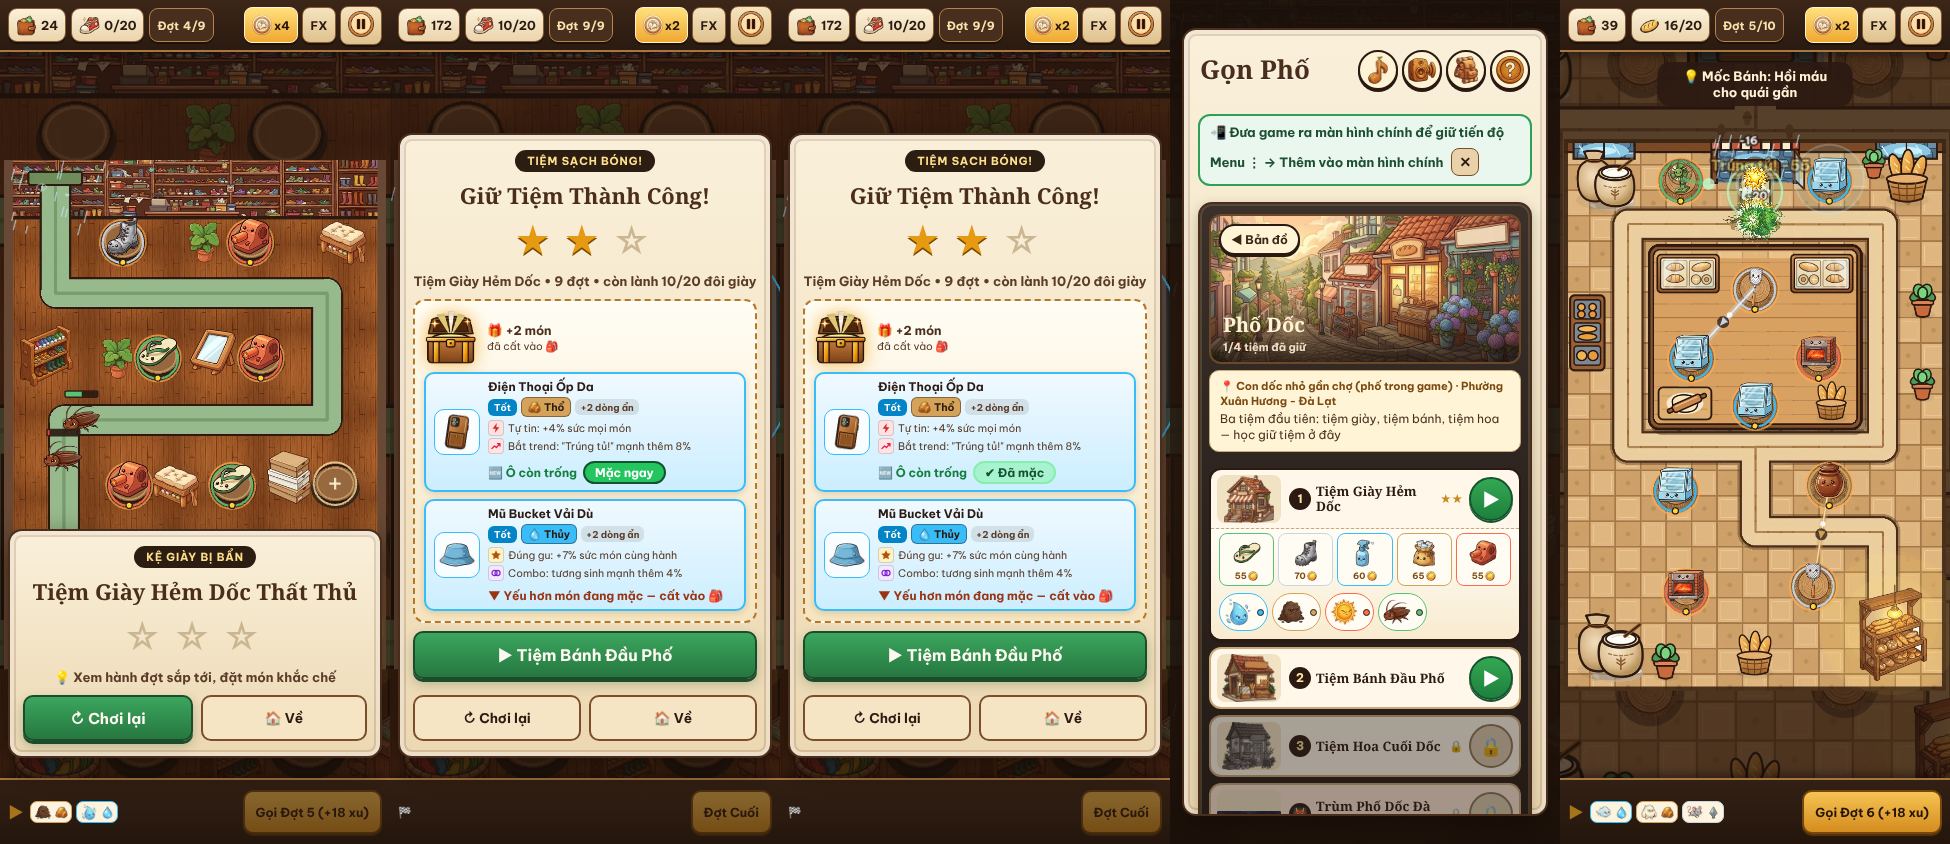 24
0/20
Đợt 4/9
x4
FX
KỆ GIÀY BỊ BẨN
Tiệm Giày Hẻm Dốc Thất Thủ
💡 Xem hành đợt sắp tới, đặt món khắc chế
↻ Chơi lại
🏠 Về
Gọi Đợt 5 (+18 xu)
172
10/20
Đợt 9/9
x2
FX
TIỆM SẠCH BÓNG!
Giữ Tiệm Thành Công!
Tiệm Giày Hẻm Dốc • 9 đợt • còn lành 10/20 đôi giày
🎁 +2 món
đã cất vào 🎒
Điện Thoại Ốp Da
Tốt Thổ +2 dòng ẩn
Tự tin: +4% sức mọi món
Bắt trend: "Trúng tủ!" mạnh thêm 8%
🆕 Ô còn trống Mặc ngay
Mũ Bucket Vải Dù
Tốt 💧 Thủy +2 dòng ẩn
Đúng gu: +7% sức món cùng hành
Combo: tương sinh mạnh thêm 4%
▼ Yếu hơn món đang mặc – cất vào 🎒
▶ Tiệm Bánh Đầu Phố
↻ Chơi lại
🏠 Về
Đợt Cuối
172
10/20
Đợt 9/9
x2
FX
TIỆM SẠCH BÓNG!
Giữ Tiệm Thành Công!
Tiệm Giày Hẻm Dốc • 9 đợt • còn lành 10/20 đôi giày
🎁 +2 món
đã cất vào 🎒
Điện Thoại Ốp Da
Tốt Thổ +2 dòng ẩn
Tự tin: +4% sức mọi món
Bắt trend: "Trúng tủ!" mạnh thêm 8%
🆕 Ô còn trống ✔ Đã mặc
Mũ Bucket Vải Dù
Tốt 💧 Thủy +2 dòng ẩn
Đúng gu: +7% sức món cùng hành
Combo: tương sinh mạnh thêm 4%
▼ Yếu hơn món đang mặc – cất vào 🎒
▶ Tiệm Bánh Đầu Phố
↻ Chơi lại
🏠 Về
Đợt Cuối
Gọn Phố
📲 Đưa game ra màn hình chính để giữ tiến độ
Menu ⋮ → Thêm vào màn hình chính ✕
◀ Bản đồ
Phố Dốc
1/4 tiệm đã giữ
📍 Con dốc nhỏ gần chợ (phố trong game) · Phường
Xuân Hương - Đà Lạt
Ba tiệm đầu tiên: tiệm giày, tiệm bánh, tiệm hoa
— học giữ tiệm ở đây
1 Tiệm Giày Hẻm
Dốc
55 70 60 65 55
2 Tiệm Bánh Đầu Phố
3 Tiệm Hoa Cuối Dốc
Trùm Phố Dốc Đà
39
16/20
Đợt 5/10
x2
FX
💡 Mốc Bánh: Hồi máu
cho quái gần
16
Gọi Đợt 6 (+18 xu)